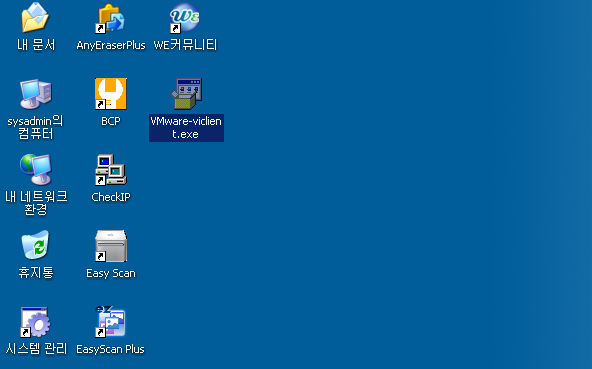 내 문서
AnyEraserPlus
WE커뮤니티
sysadmin의
컴퓨터
BCP
VMware-viclien
t.exe
내 네트워크
환경
CheckIP
휴지통
Easy Scan
시스템 관리
EasyScan Plus